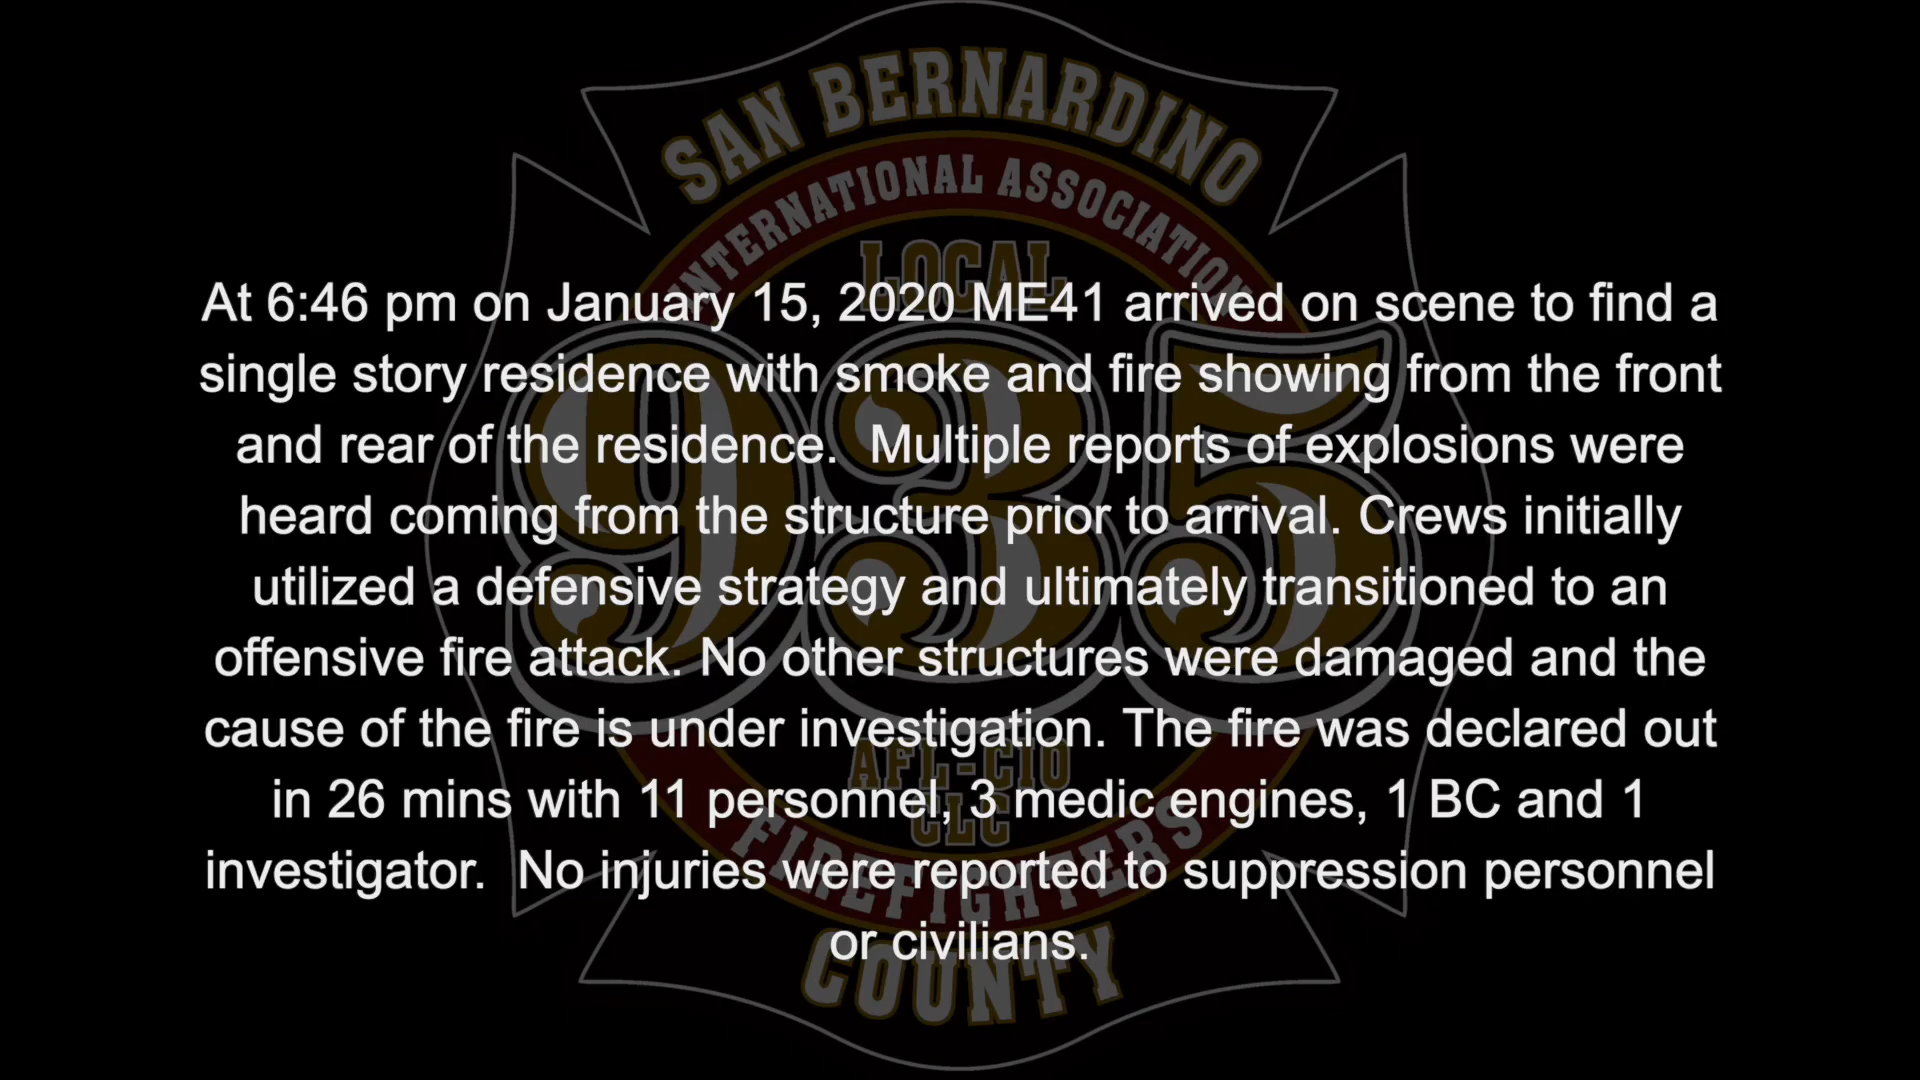 SAN BERNARDINO
INTERNATIONAL ASSOCIATION
LOCAL
935
At 6:46 pm on January 15, 2020 ME41 arrived on scene to find a
single story residence with smoke and fire showing from the front
and rear of the residence.  Multiple reports of explosions were
heard coming from the structure prior to arrival. Crews initially
utilized a defensive strategy and ultimately transitioned to an
offensive fire attack. No other structures were damaged and the
cause of the fire is under investigation. The fire was declared out
in 26 mins with 11 personnel, 3 medic engines, 1 BC and 1
investigator.  No injuries were reported to suppression personnel
or civilians.
AFL-CIO
CLC
FIREFIGHTERS
COUNTY